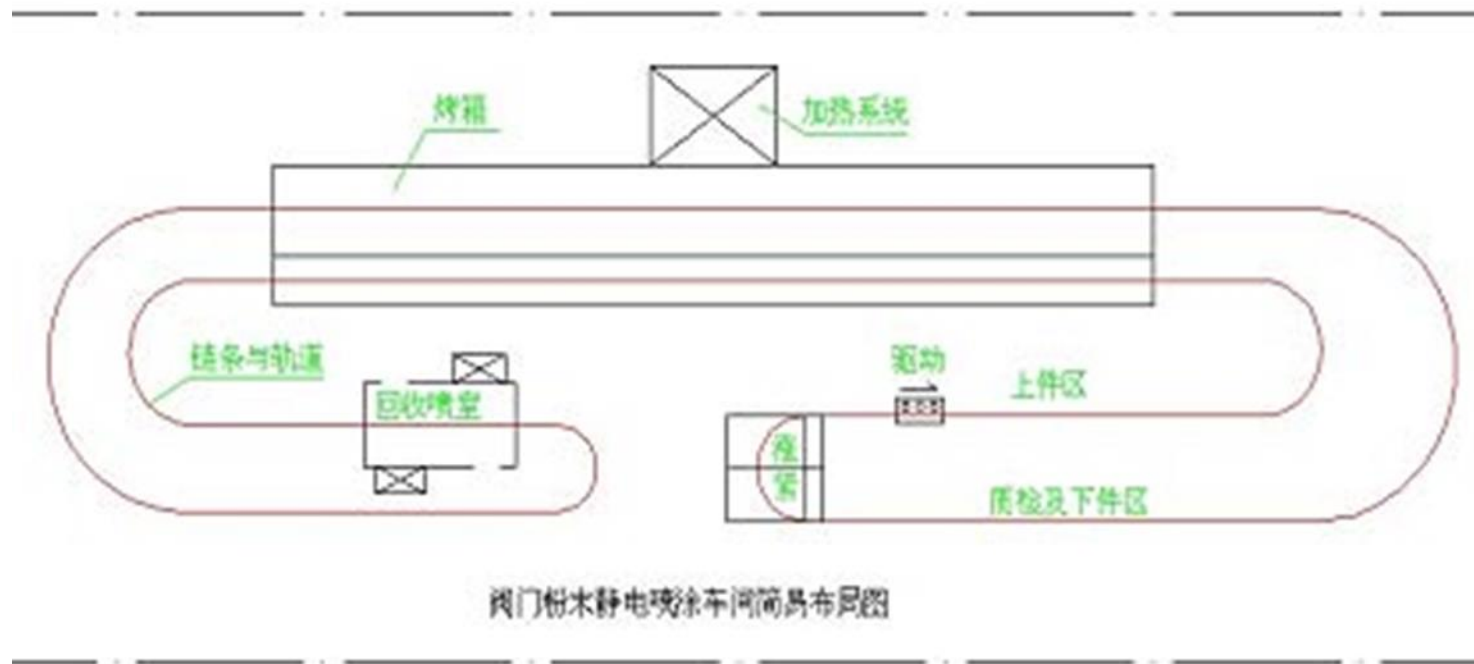 烤箱
加热系统
链条与轨道
回收喷室
驱动
上件区
涨
紧
质检及下件区
阀门粉末静电喷涂车间简易布局图